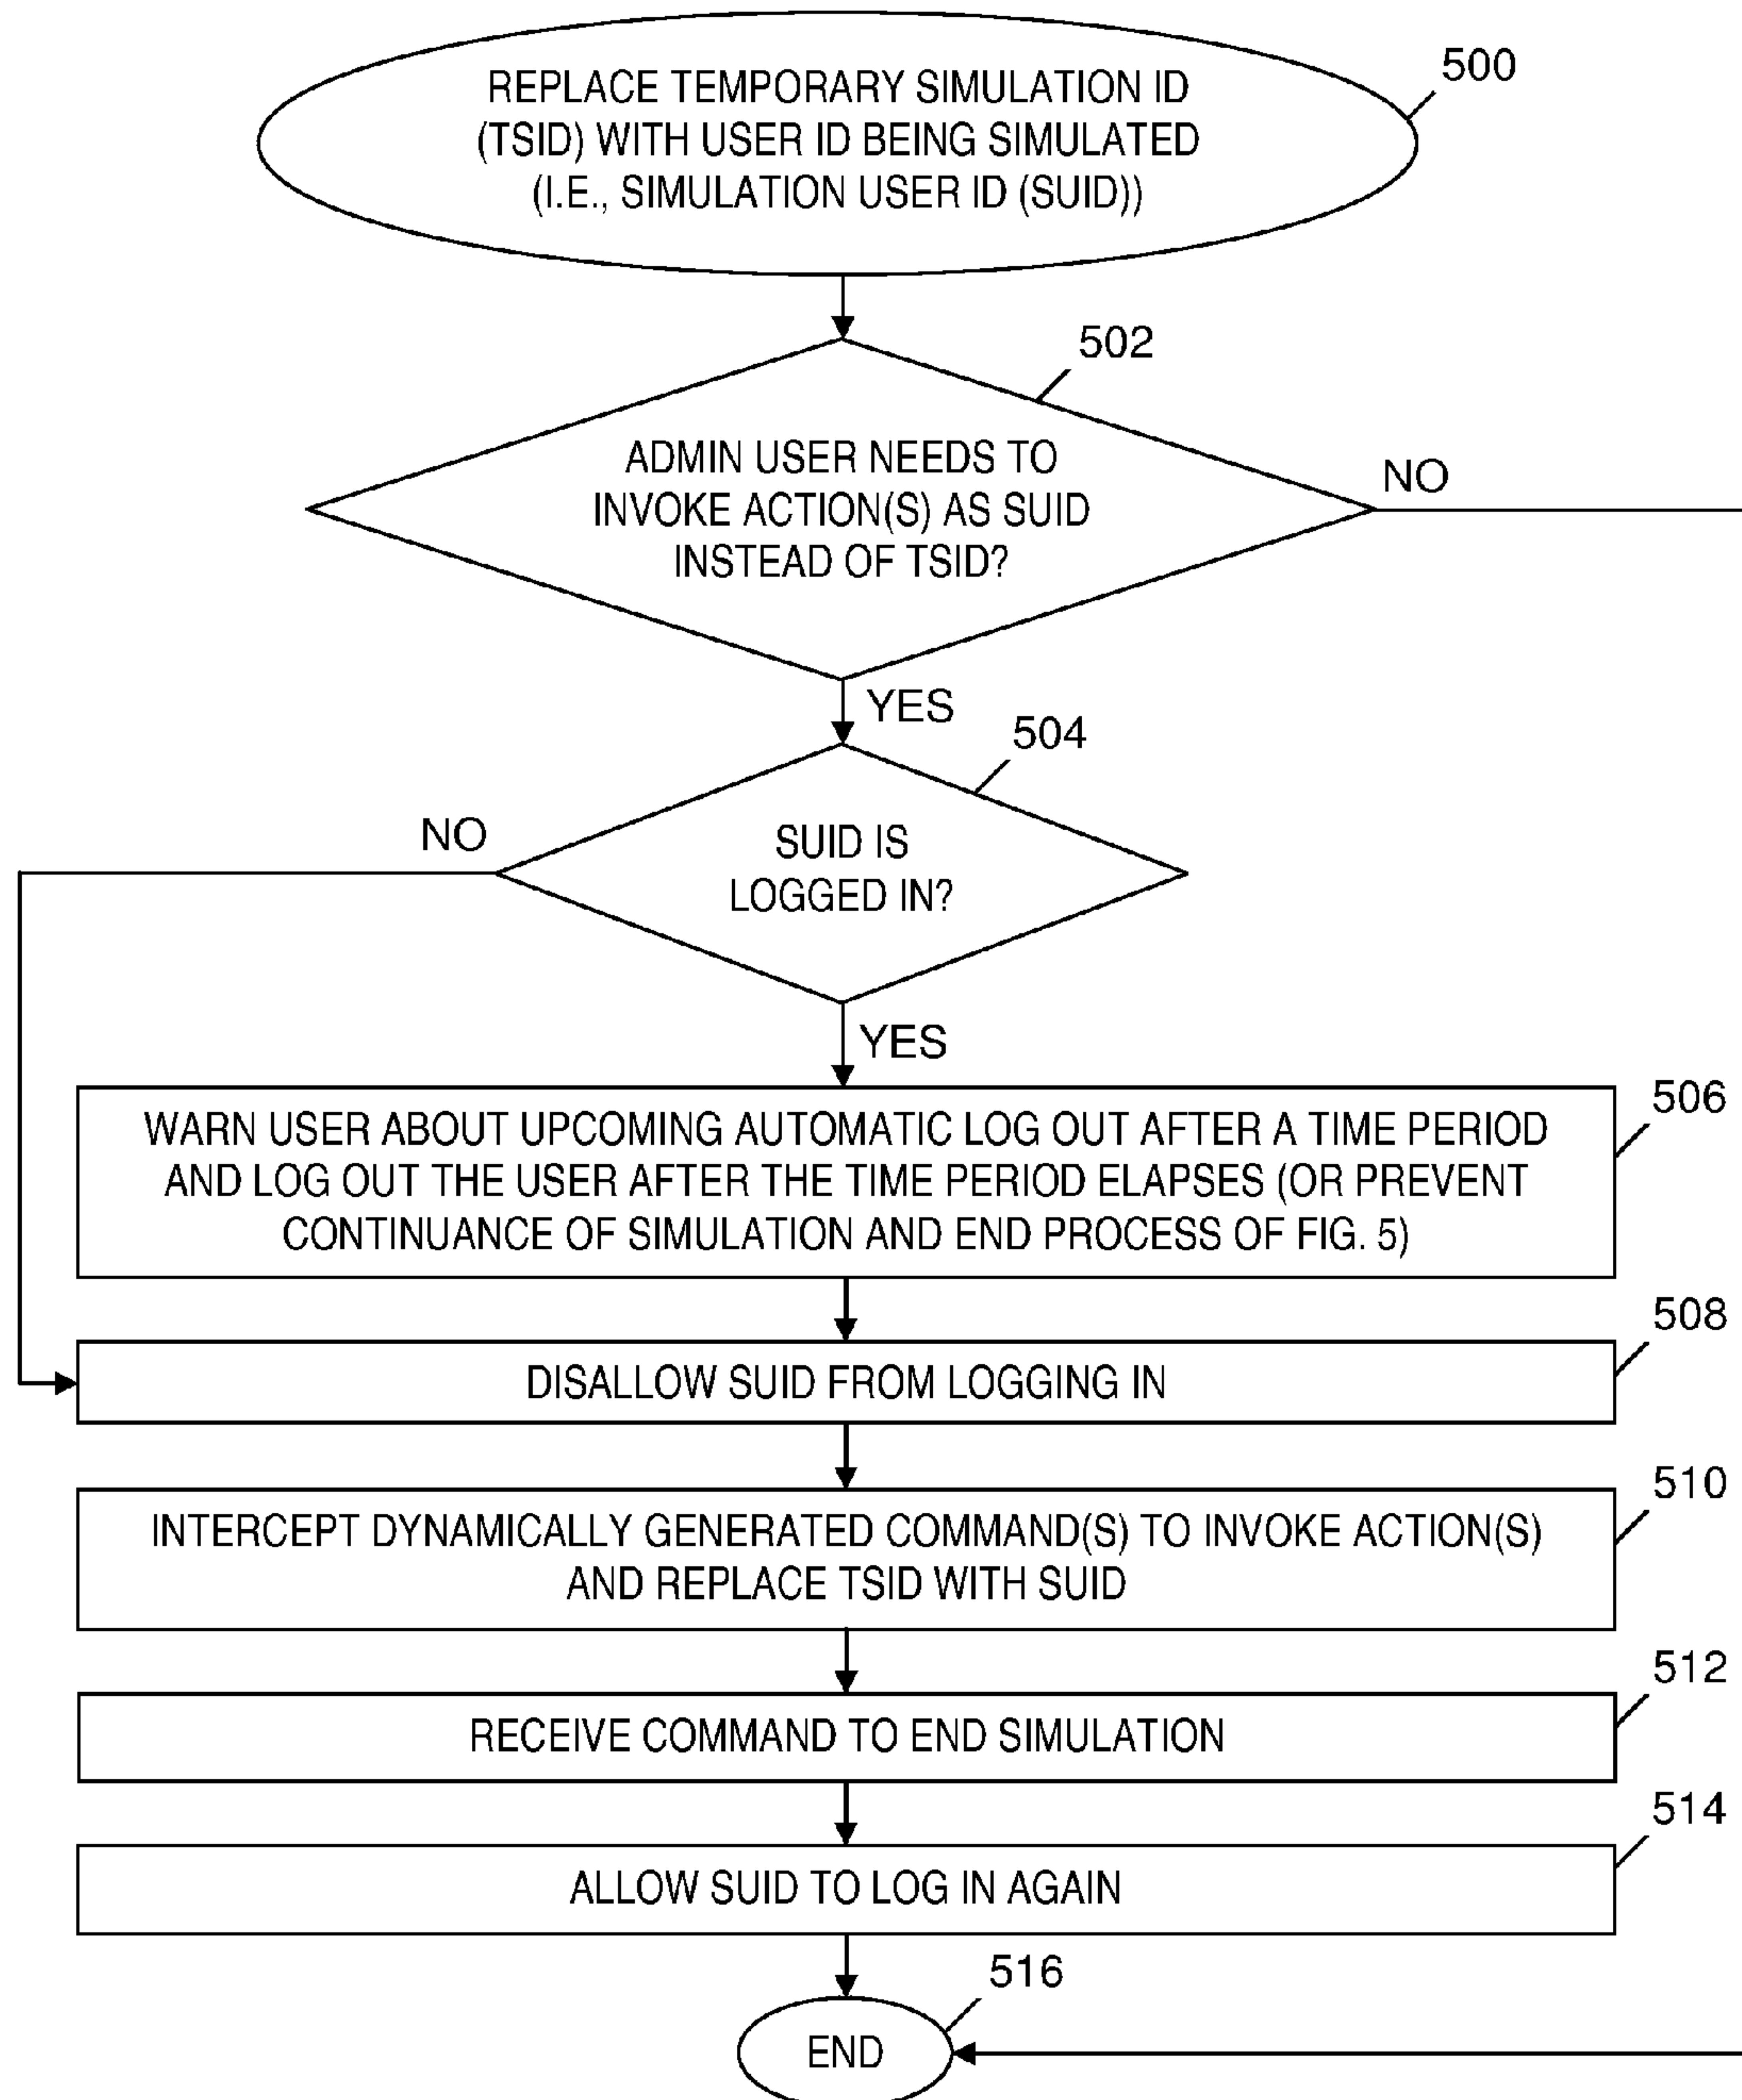 REPLACE TEMPORARY SIMULATION ID
(TSID) WITH USER ID BEING SIMULATED
(I.E., SIMULATION USER ID (SUID))
500
502
ADMIN USER NEEDS TO
INVOKE ACTION(S) AS SUID
INSTEAD OF TSID?
NO
YES
504
NO
SUID IS
LOGGED IN?
YES
506
WARN USER ABOUT UPCOMING AUTOMATIC LOG OUT AFTER A TIME PERIOD
AND LOG OUT THE USER AFTER THE TIME PERIOD ELAPSES (OR PREVENT
CONTINUANCE OF SIMULATION AND END PROCESS OF FIG. 5)
508
DISALLOW SUID FROM LOGGING IN
510
INTERCEPT DYNAMICALLY GENERATED COMMAND(S) TO INVOKE ACTION(S)
AND REPLACE TSID WITH SUID
512
RECEIVE COMMAND TO END SIMULATION
514
ALLOW SUID TO LOG IN AGAIN
516
END